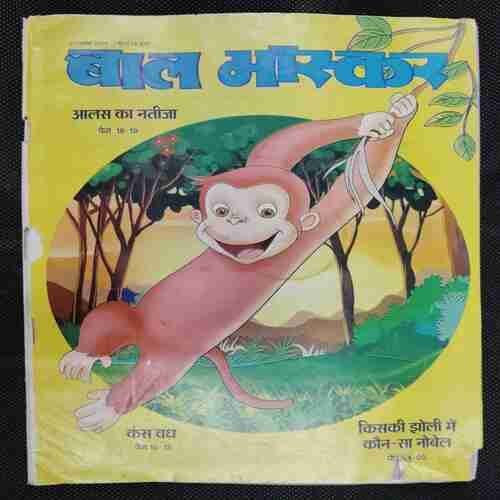 बाल भास्कर
आलस का नतीजा
पेज 18-19
कंस वध
किसकी झोली में
कौन-सा नोबेल